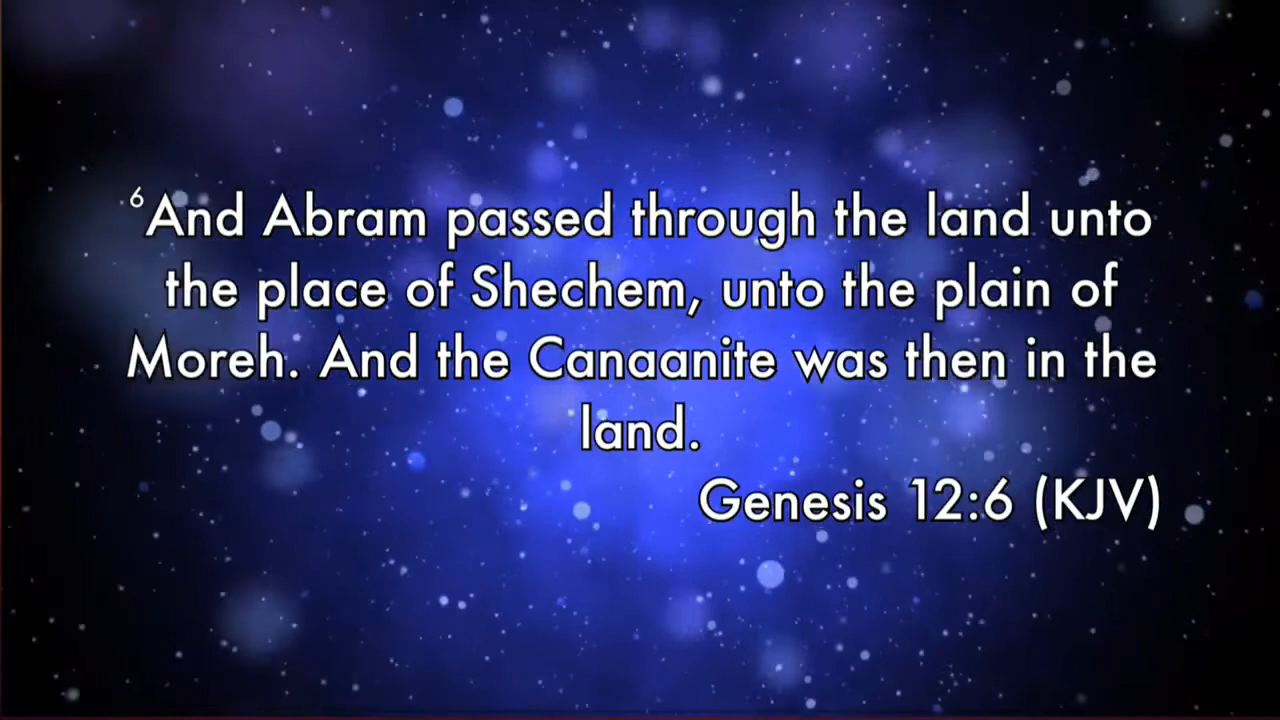 ⁶And Abram passed through the land unto
the place of Shechem, unto the plain of
Moreh. And the Canaanite was then in the
land.
Genesis 12:6 (KJV)